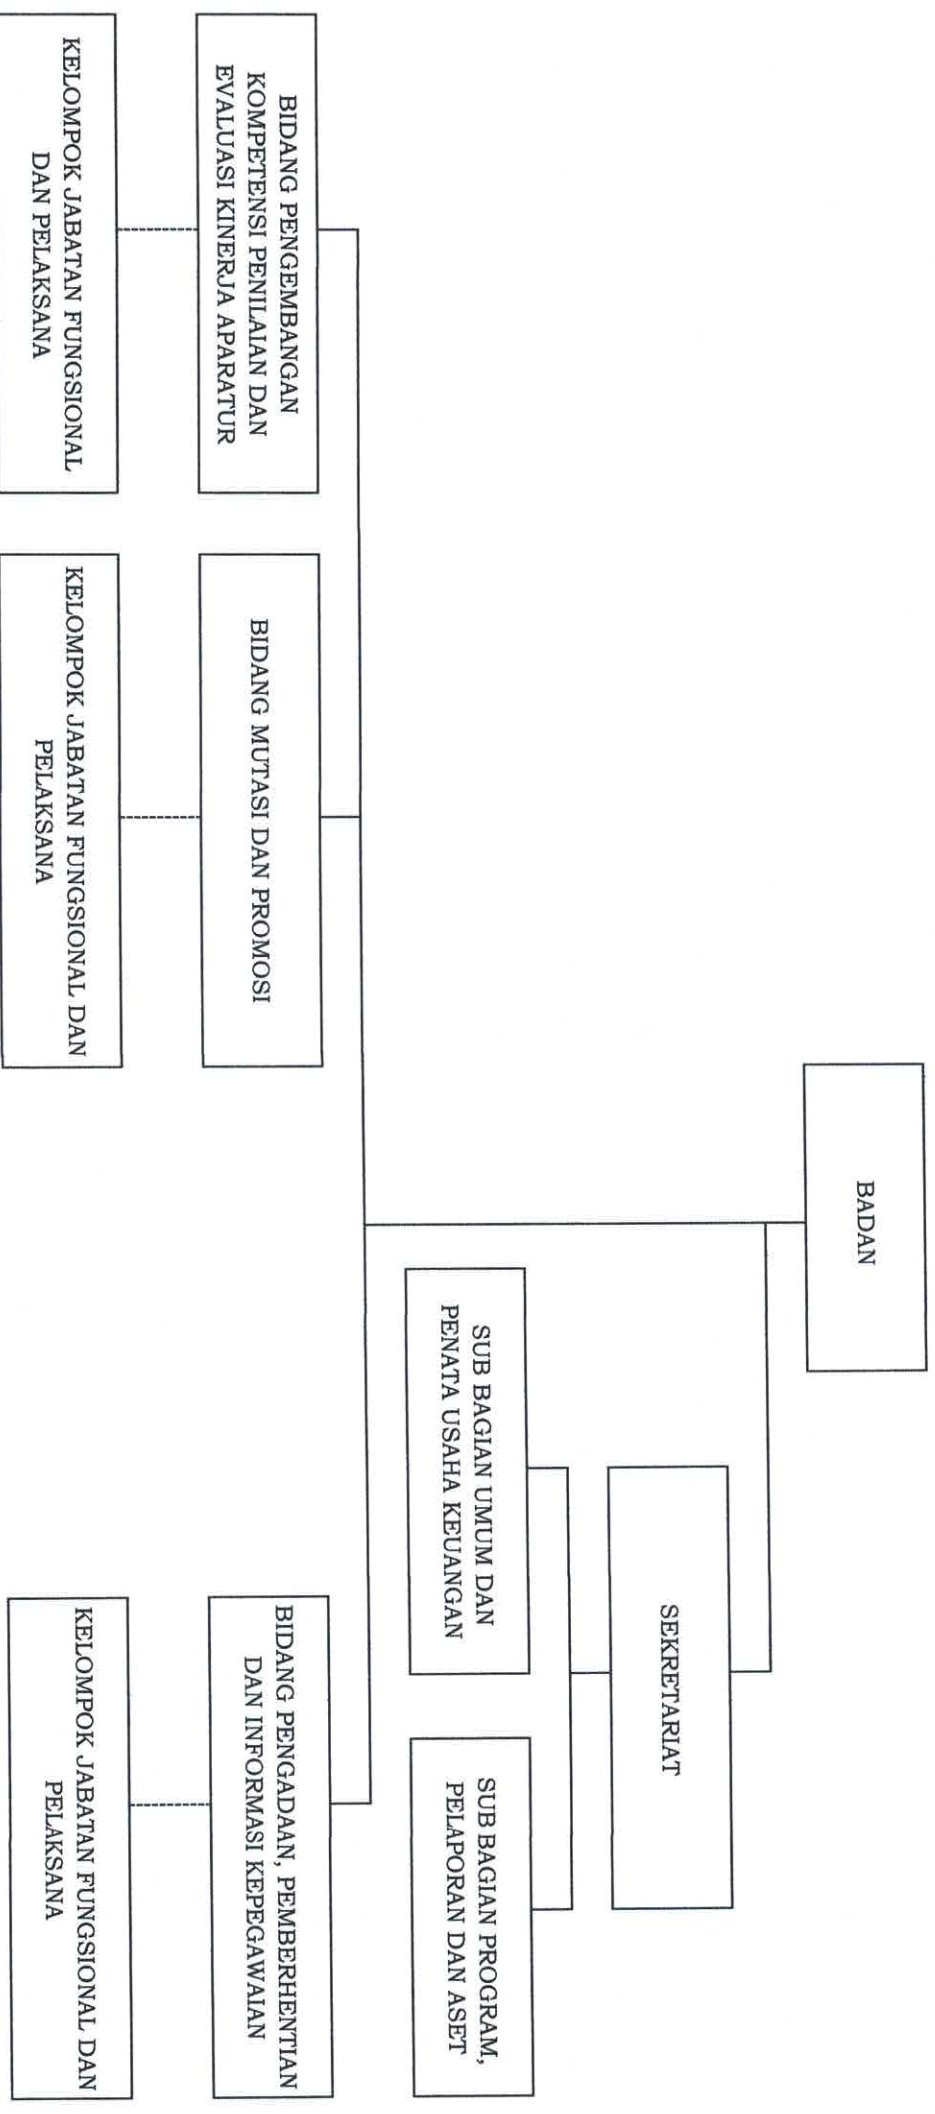 BADAN
SEKRETARIAT
SUB BAGIAN UMUM DAN
PENATA USAHA KEUANGAN
SUB BAGIAN PROGRAM,
PELAPORAN DAN ASET
BIDANG PENGEMBANGAN
KOMPETENSI PENILAIAN DAN
EVALUASI KINERJA APARATUR
BIDANG MUTASI DAN PROMOSI
BIDANG PENGADAAN, PEMBERHENTIAN
DAN INFORMASI KEPEGAWAIAN
KELOMPOK JABATAN FUNGSIONAL
DAN PELAKSANA
KELOMPOK JABATAN FUNGSIONAL DAN
PELAKSANA
KELOMPOK JABATAN FUNGSIONAL DAN
PELAKSANA